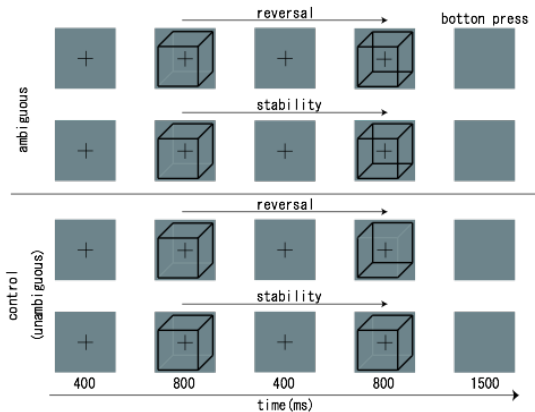 reversal
botton press
ambiguous
stability
reversal
control
(unambiguous)
stability
400 800 400 800 1500
time(ms)